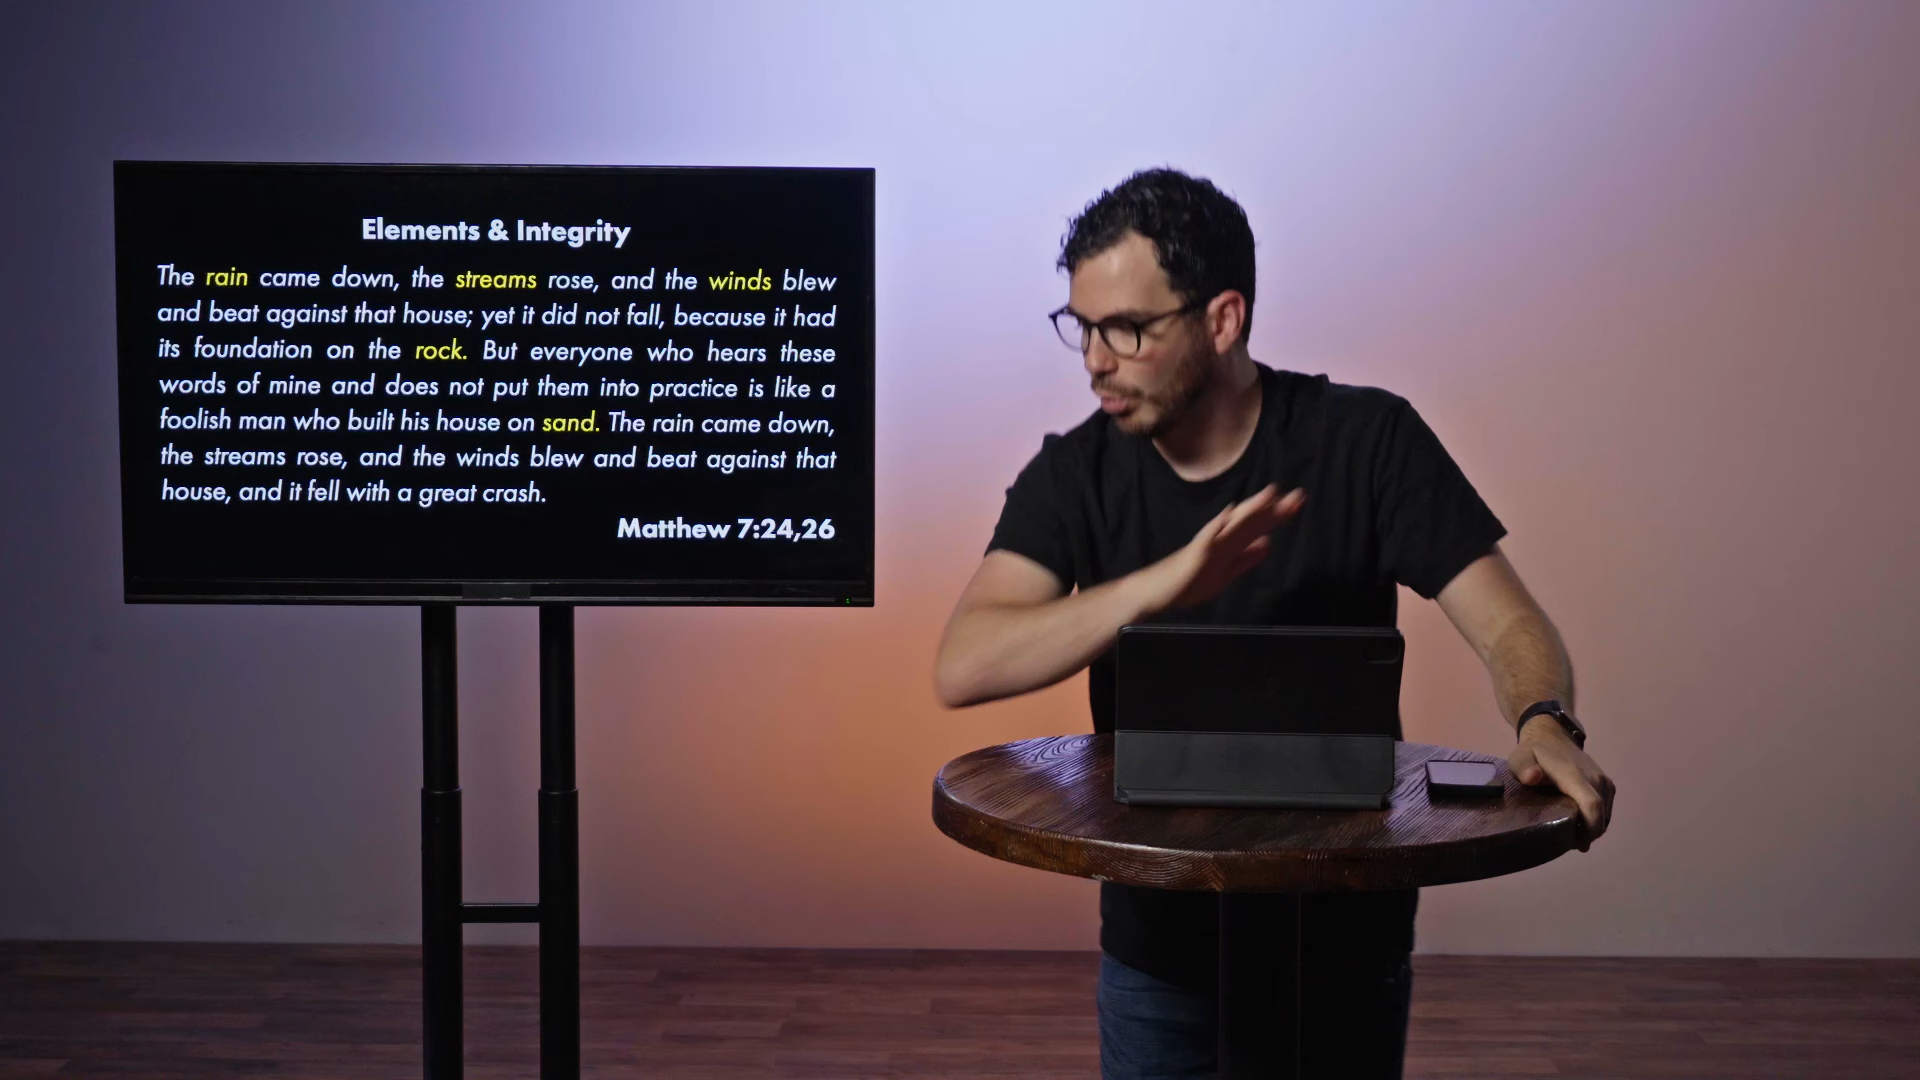 Elements & Integrity
The rain came down, the streams rose, and the winds blew
and beat against that house; yet it did not fall, because it had
its foundation on the rock. But everyone who hears these
words of mine and does not put them into practice is like a
foolish man who built his house on sand. The rain came down,
the streams rose, and the winds blew and beat against that
house, and it fell with a great crash.
Matthew 7:24,26